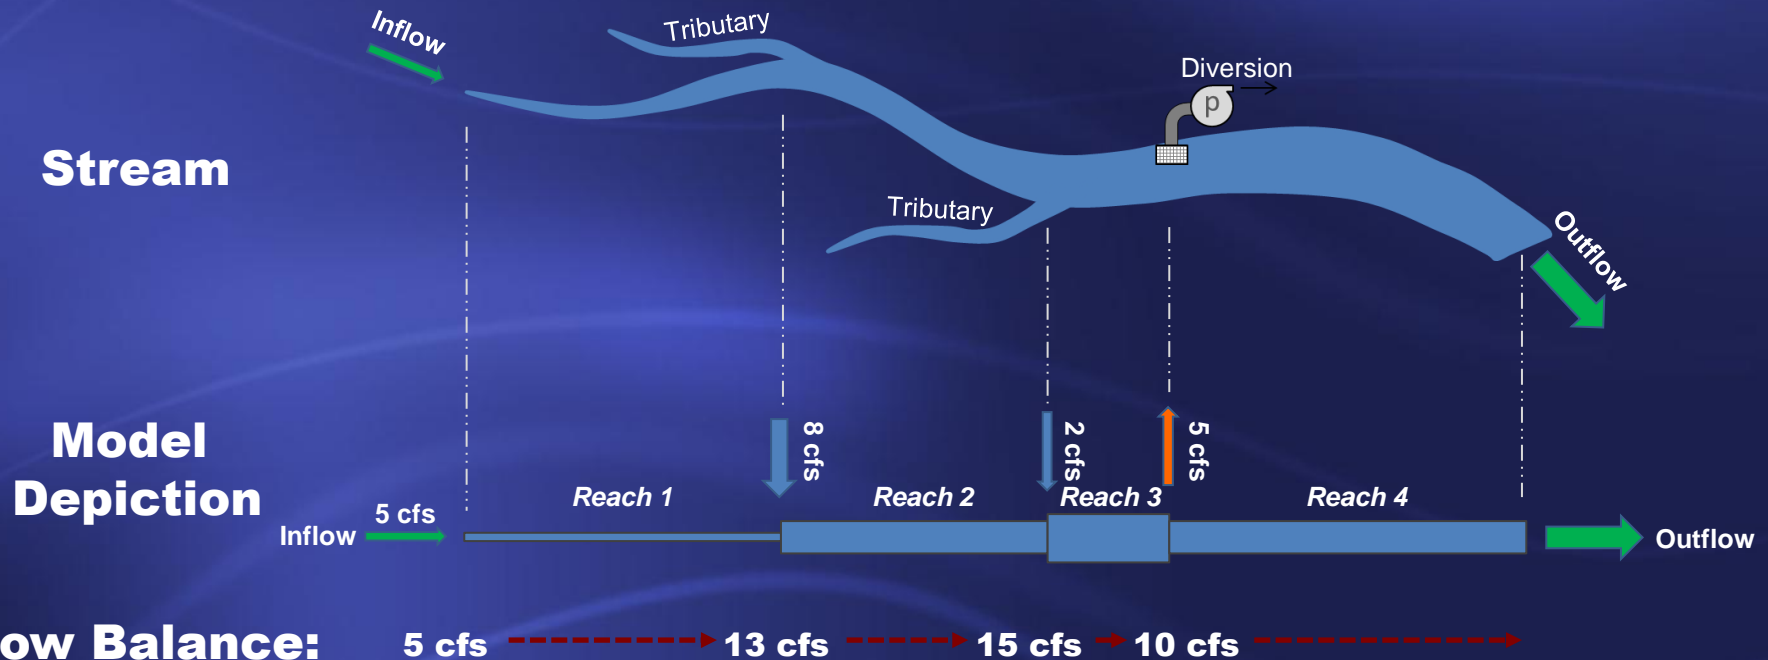 Inflow
Tributary
Diversion
p
Stream
Tributary
Outflow
Model
Depiction
8 cfs
2 cfs
5 cfs
Reach 1
Reach 2
Reach 3
Reach 4
5 cfs
Inflow
Outflow
ow Balance:
5 cfs
13 cfs
15 cfs
10 cfs